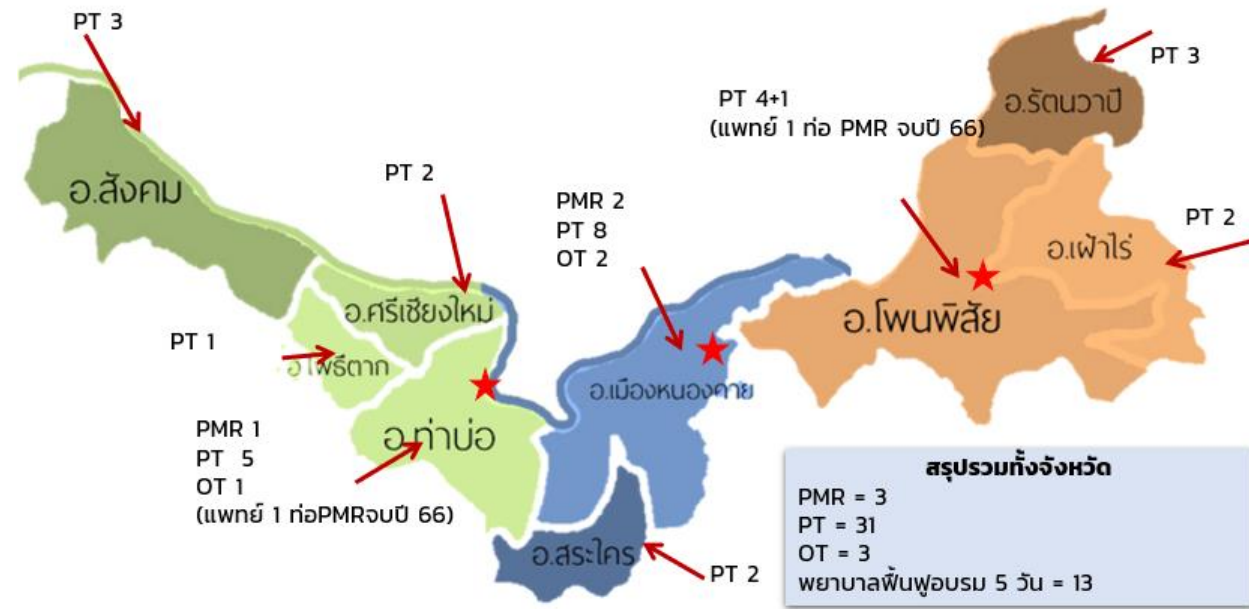 PT 3
อ.สังคม
PT 2
อ.ศรีเชียงใหม่
PT 1
อ.โพธิ์ตาก
PMR 1
PT 5
OT 1
(แพทย์ 1 ท่อPMRจบปี 66)
อ.ท่าบ่อ
PMR 2
PT 8
OT 2
อ.เมืองหนองคาย
อ.สระใคร
PT 2
PT 4+1
(แพทย์ 1 ท่อ PMR จบปี 66)
อ.โพนพิสัย
อ.รัตนวาปี
PT 3
อ.เฝ้าไร่
PT 2
สรุปรวมทั้งจังหวัด
PMR = 3
PT = 31
OT = 3
พยาบาลฟื้นฟูอบรม 5 วัน = 13